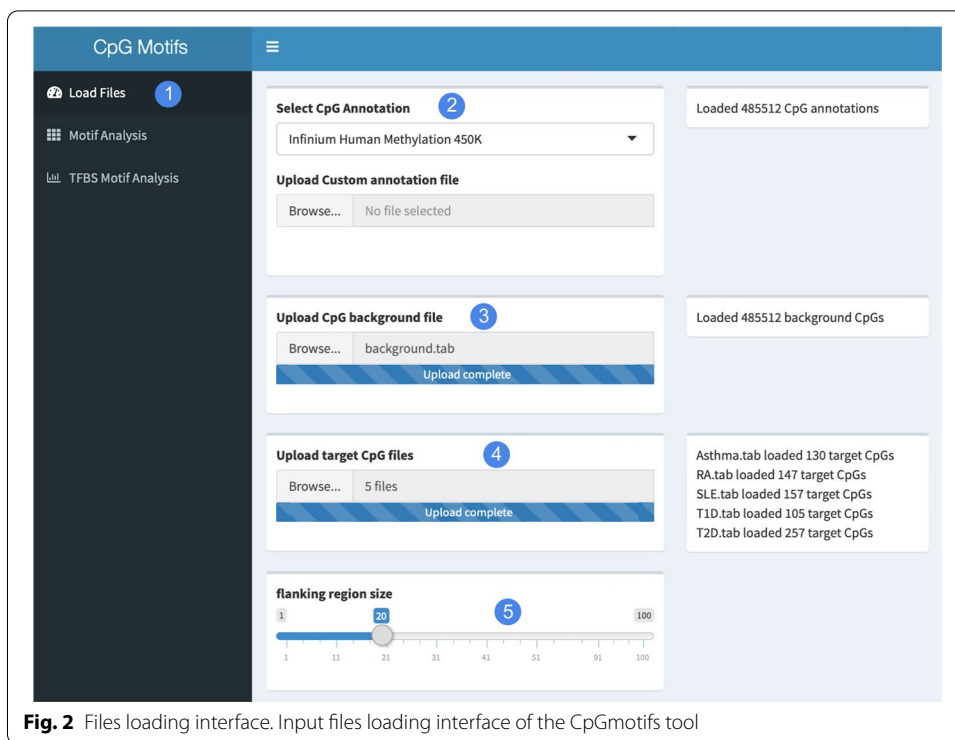 CpG Motifs
Load Files 1
Motif Analysis
TFBS Motif Analysis
Select CpG Annotation 2
Infinium Human Methylation 450K
Upload Custom annotation file
Browse... No file selected
Loaded 485512 CpG annotations
Upload CpG background file 3
Browse... background.tab
Upload complete
Loaded 485512 background CpGs
Upload target CpG files 4
Browse... 5 files
Upload complete
Asthma.tab loaded 130 target CpGs
RA.tab loaded 147 target CpGs
SLE.tab loaded 157 target CpGs
T1D.tab loaded 105 target CpGs
T2D.tab loaded 257 target CpGs
flanking region size
1 20 5 100
1 11 21 31 41 51 91 100
Fig. 2 Files loading interface. Input files loading interface of the CpGmotifs tool